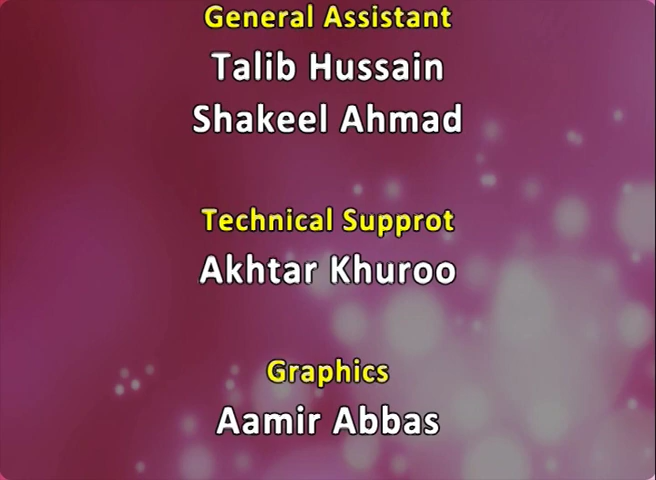 General Assistant
Talib Hussain
Shakeel Ahmad
Technical Supprot
Akhtar Khuroo
Graphics
Aamir Abbas